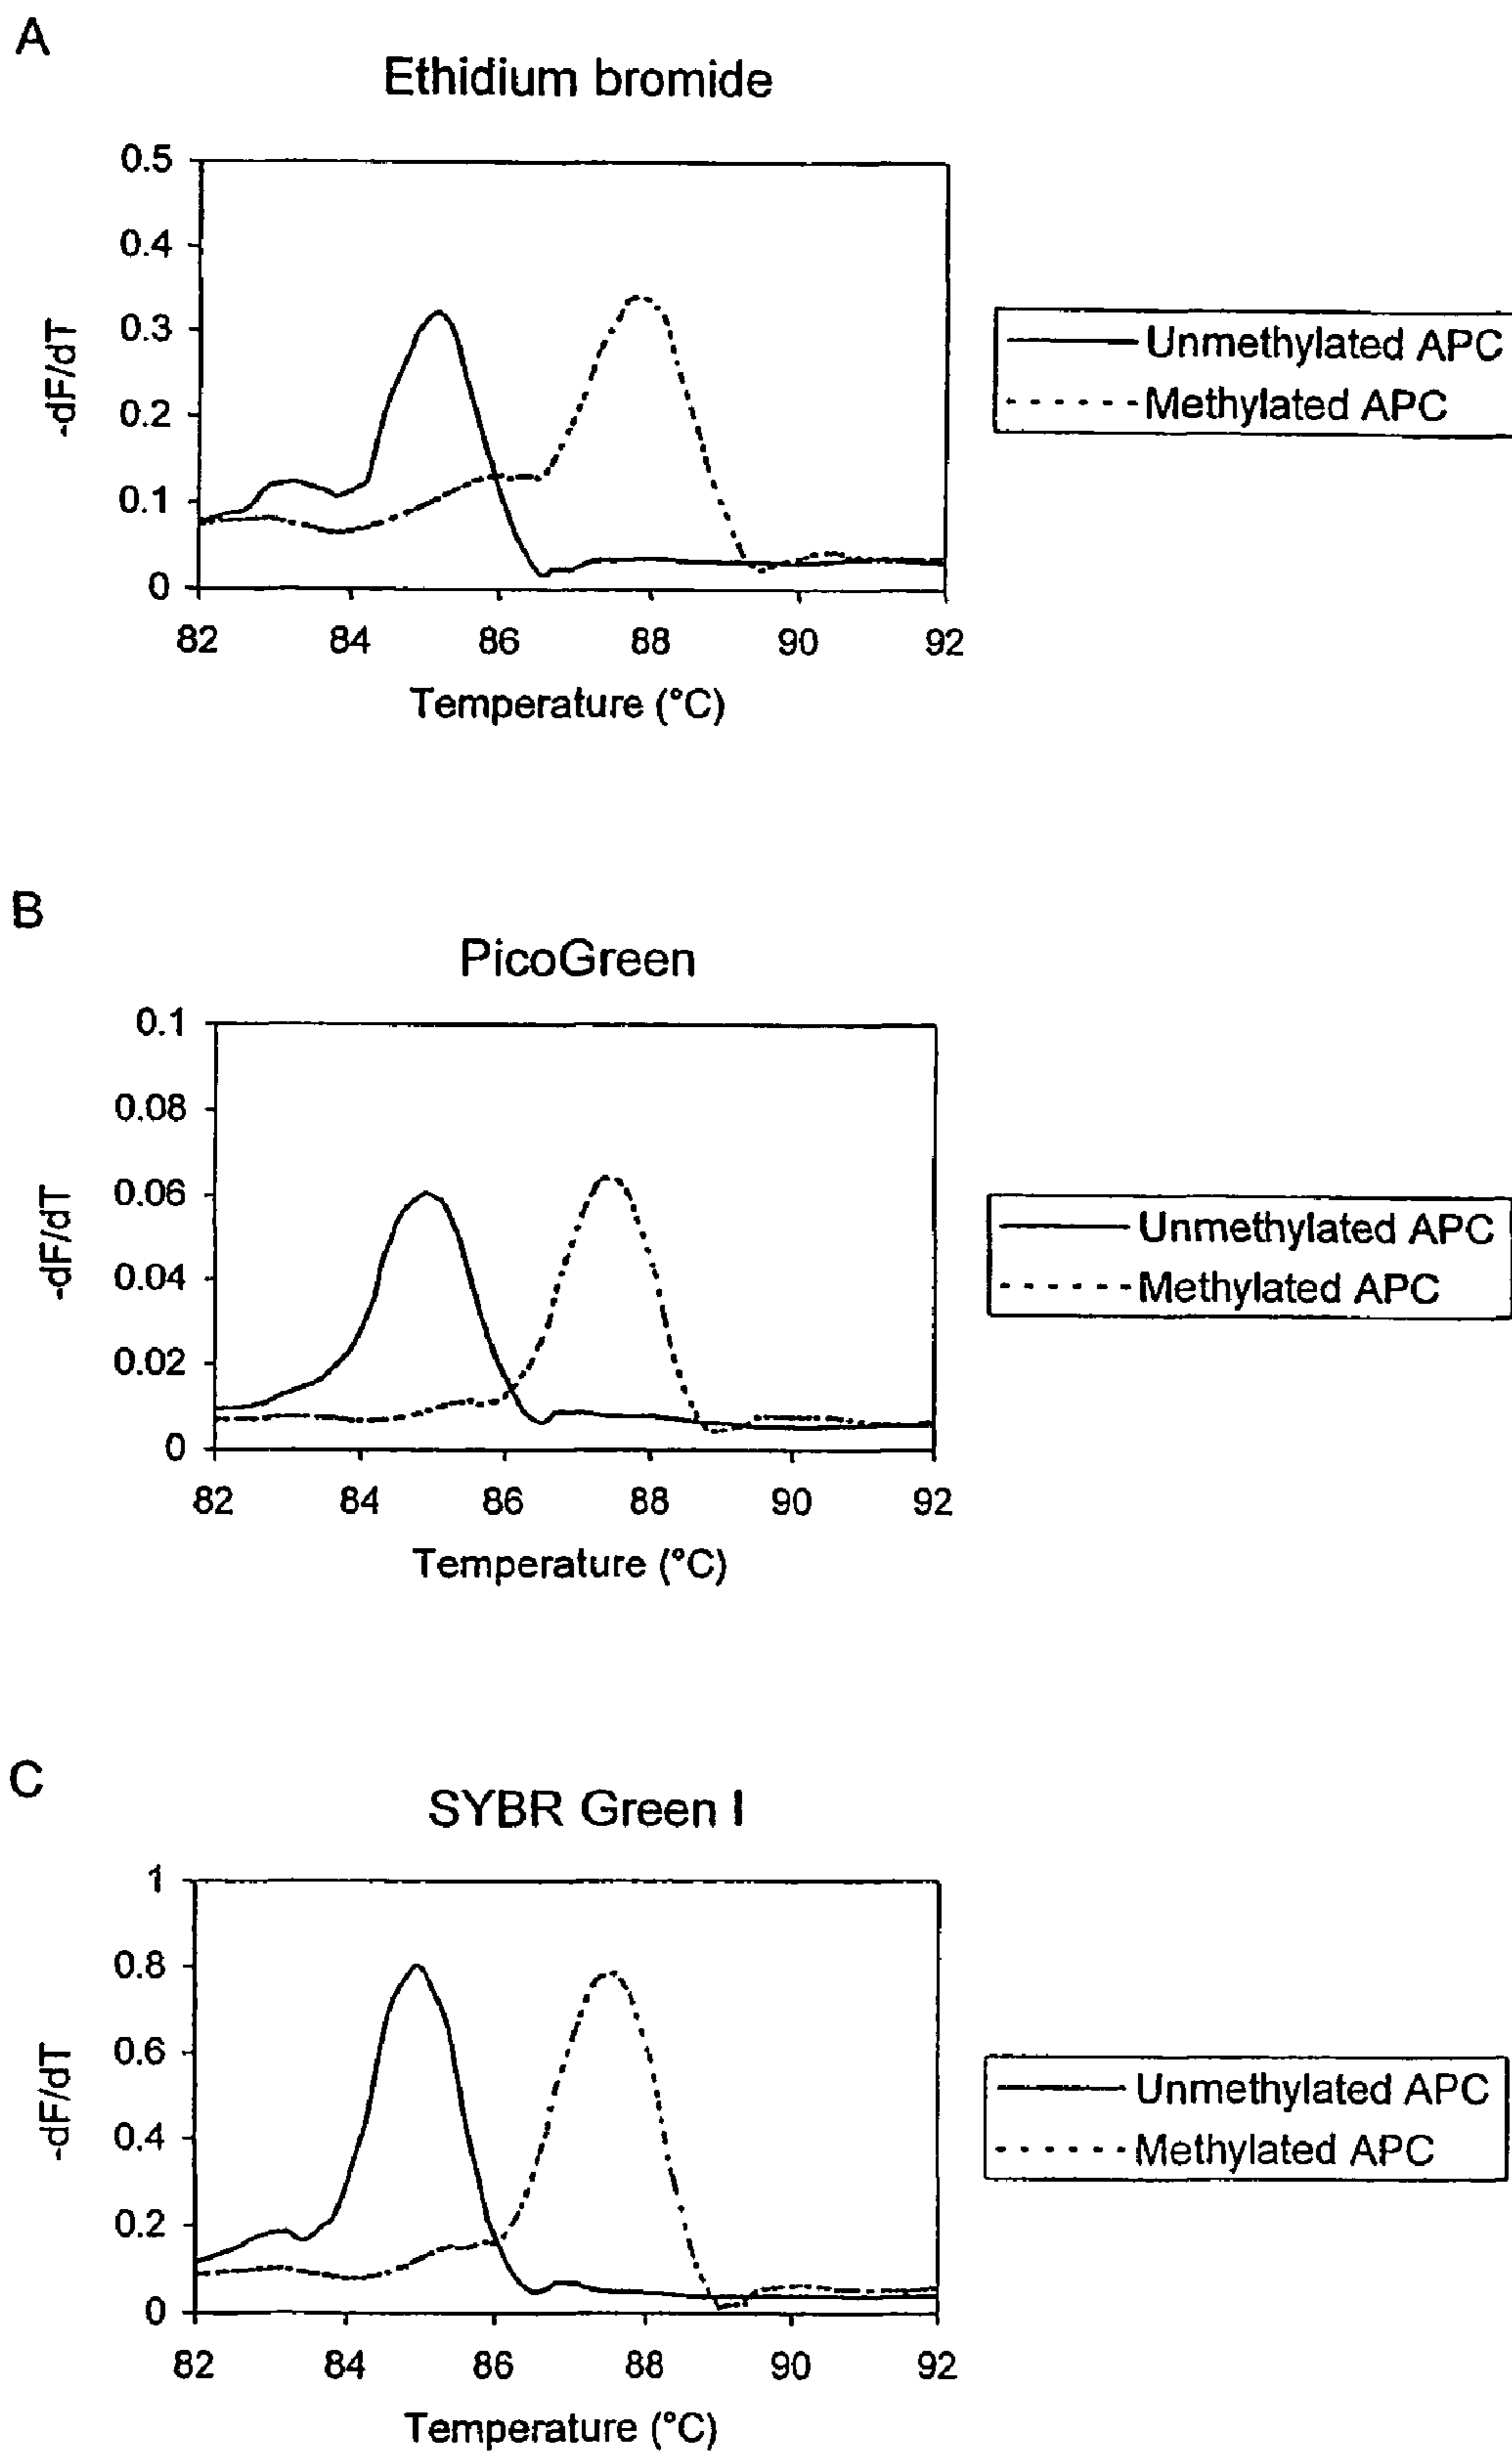 A
Ethidium bromide
0.5
0.4
0.3
0.2
0.1
0
-dF/dT
82 84 86 88 90 92
Temperature (°C)
Unmethylated APC
Methylated APC
B
PicoGreen
0.1
0.08
0.06
0.04
0.02
0
-dF/dT
82 84 86 88 90 92
Temperature (°C)
Unmethylated APC
Methylated APC
C
SYBR Green I
1
0.8
0.6
0.4
0.2
0
-dF/dT
82 84 86 88 90 92
Temperature (°C)
Unmethylated APC
Methylated APC